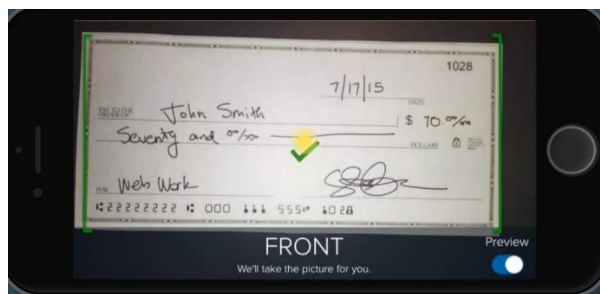 1028
7/17/15
DATE
PAY TO THE
ORDER OF John Smith $ 70 00/xx
Seventy and 00/xx DOLLARS
FOR Web Work
⑆22222222⑆ 000 111 555⑈ 1028
FRONT
Preview
We'll take the picture for you.